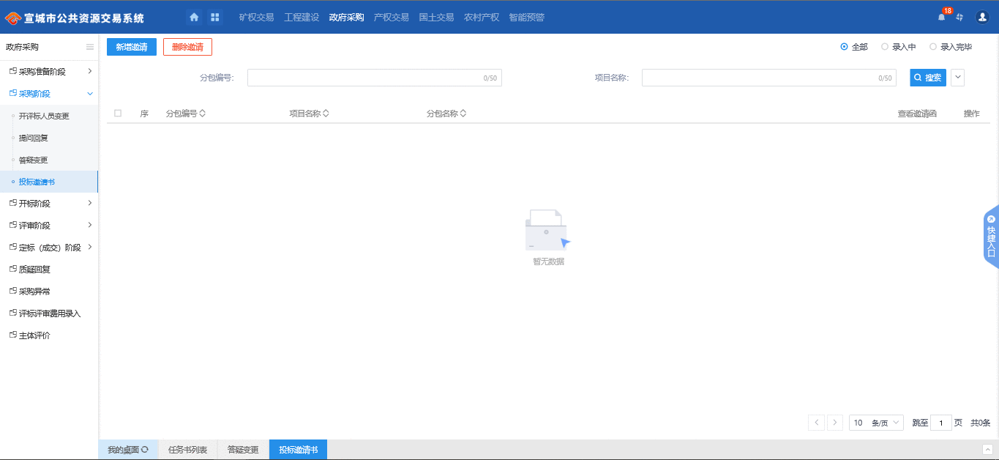 宣城市公共资源交易系统 矿权交易 工程建设 政府采购 产权交易 国土交易 农村产权 智能预警 18
政府采购
采购准备阶段
采购阶段
开评标人员变更
提问回复
答疑变更
投标邀请书
开标阶段
评审阶段
定标（成交）阶段
质疑回复
采购异常
评标评审费用录入
主体评价
新增邀请 删除邀请 全部 录入中 录入完毕
分包编号: 0/50 项目名称: 0/50 搜索
序 分包编号 项目名称 分包名称 查看邀请函 操作
暂无数据
快捷入口
10 条/页 跳至 1 页 共0条
我的桌面 任务书列表 答疑变更 投标邀请书